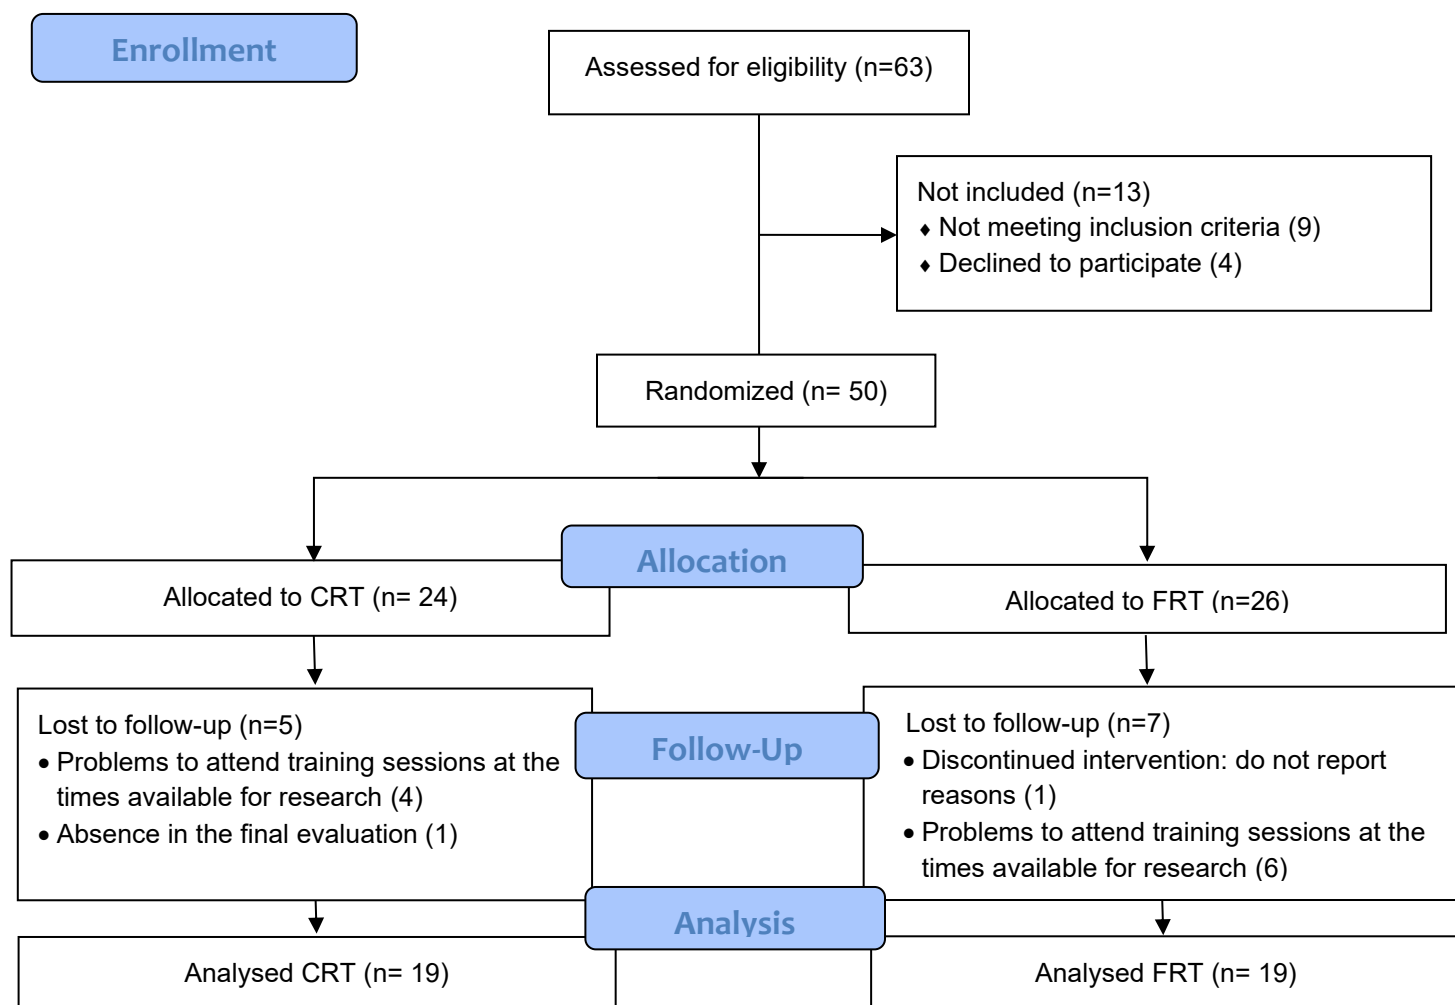 Enrollment
Assessed for eligibility (n=63)
Not included (n=13)
♦ Not meeting inclusion criteria (9)
♦ Declined to participate (4)
Randomized (n= 50)
Allocation
Allocated to CRT (n= 24)
Allocated to FRT (n=26)
Follow-Up
Lost to follow-up (n=5)
• Problems to attend training sessions at the
times available for research (4)
• Absence in the final evaluation (1)
Lost to follow-up (n=7)
• Discontinued intervention: do not report
reasons (1)
• Problems to attend training sessions at the
times available for research (6)
Analysis
Analysed CRT (n= 19)
Analysed FRT (n= 19)